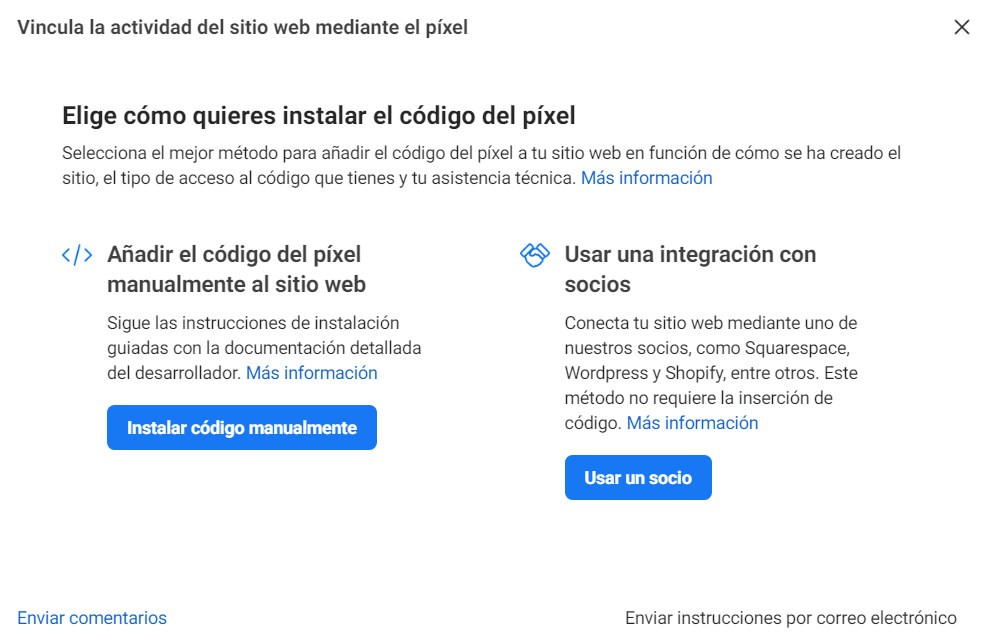 Vincula la actividad del sitio web mediante el píxel
Elige cómo quieres instalar el código del píxel
Selecciona el mejor método para añadir el código del píxel a tu sitio web en función de cómo se ha creado el
sitio, el tipo de acceso al código que tienes y tu asistencia técnica. Más información
Añadir el código del píxel
manualmente al sitio web
Sigue las instrucciones de instalación
guiadas con la documentación detallada
del desarrollador. Más información
Instalar código manualmente
Usar una integración con
socios
Conecta tu sitio web mediante uno de
nuestros socios, como Squarespace,
Wordpress y Shopify, entre otros. Este
método no requiere la inserción de
código. Más información
Usar un socio
Enviar comentarios
Enviar instrucciones por correo electrónico